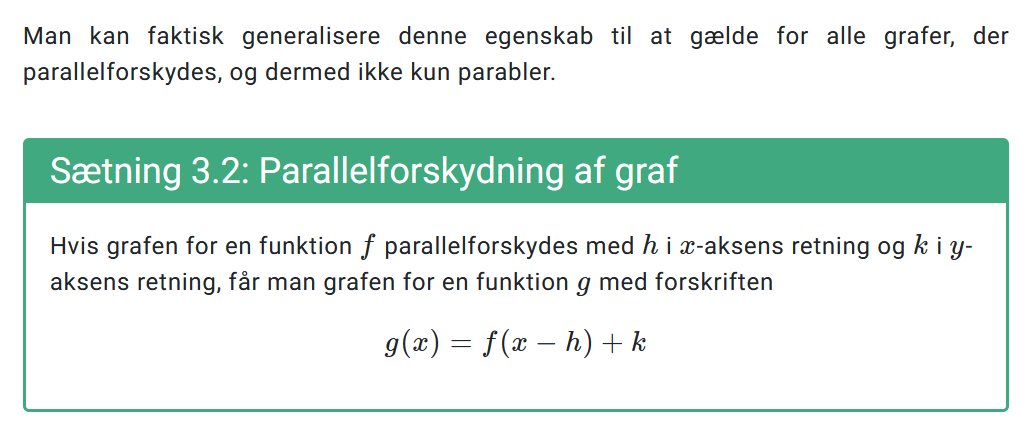 Man kan faktisk generalisere denne egenskab til at gælde for alle grafer, der
parallelforskydes, og dermed ikke kun parabler.
Sætning 3.2: Parallelforskydning af graf
Hvis grafen for en funktion f parallelforskydes med h i x-aksens retning og k i y-
aksens retning, får man grafen for en funktion g med forskriften
g(x) = f(x − h) + k